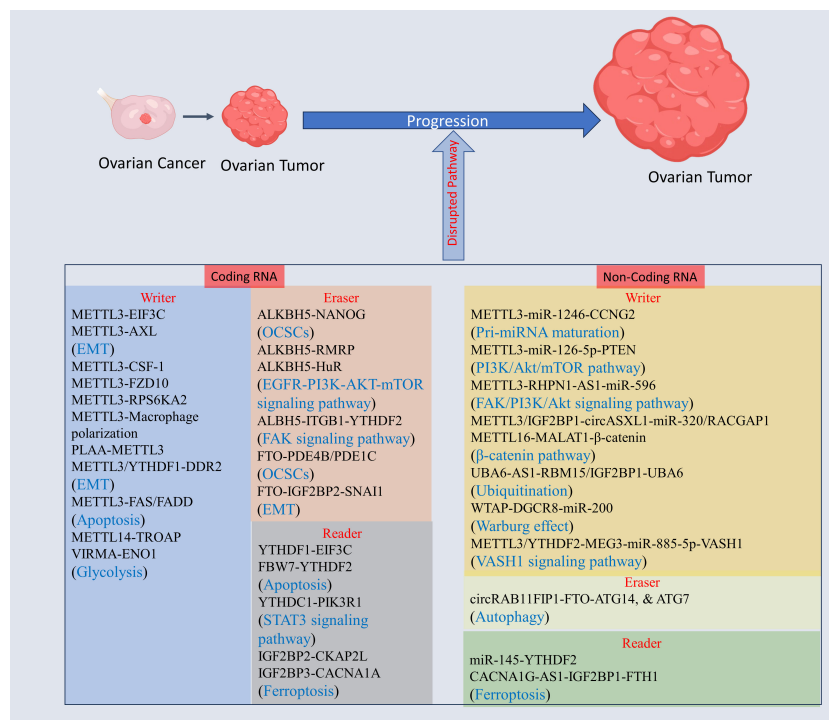 Progression
Ovarian Cancer
Ovarian Tumor
Ovarian Tumor
Disrupted Pathway
Coding RNA
Writer
METTL3-EIF3C
METTL3-AXL
(EMT)
METTL3-CSF-1
METTL3-FZD10
METTL3-RPS6KA2
METTL3-Macrophage
polarization
PLAA-METTL3
METTL3/YTHDF1-DDR2
(EMT)
METTL3-FAS/FADD
(Apoptosis)
METTL14-TROAP
VIRMA-ENO1
(Glycolysis)
Eraser
ALKBH5-NANOG
(OCSCs)
ALKBH5-RMRP
ALKBH5-HuR
(EGFR-PI3K-AKT-mTOR
signaling pathway)
ALBH5-ITGB1-YTHDF2
(FAK signaling pathway)
FTO-PDE4B/PDE1C
(OCSCs)
FTO-IGF2BP2-SNAI1
(EMT)
Reader
YTHDF1-EIF3C
FBW7-YTHDF2
(Apoptosis)
YTHDC1-PIK3R1
(STAT3 signaling
pathway)
IGF2BP2-CKAP2L
IGF2BP3-CACNA1A
(Ferroptosis)
Non-Coding RNA
Writer
METTL3-miR-1246-CCNG2
(Pri-miRNA maturation)
METTL3-miR-126-5p-PTEN
(PI3K/Akt/mTOR pathway)
METTL3-RHPN1-AS1-miR-596
(FAK/PI3K/Akt signaling pathway)
METTL3/IGF2BP1-circASXL1-miR-320/RACGAP1
METTL16-MALAT1-β-catenin
(β-catenin pathway)
UBA6-AS1-RBM15/IGF2BP1-UBA6
(Ubiquitination)
WTAP-DGCR8-miR-200
(Warburg effect)
METTL3/YTHDF2-MEG3-miR-885-5p-VASH1
(VASH1 signaling pathway)
Eraser
circRAB11FIP1-FTO-ATG14, & ATG7
(Autophagy)
Reader
miR-145-YTHDF2
CACNA1G-AS1-IGF2BP1-FTH1
(Ferroptosis)